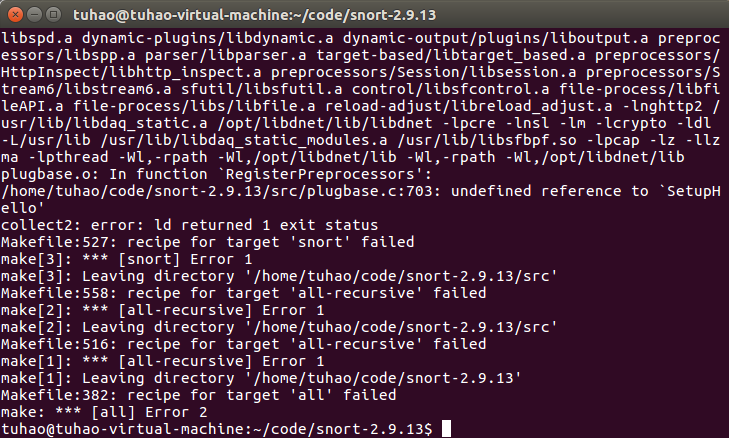 tuhao@tuhao-virtual-machine:~/code/snort-2.9.13
libspd.a dynamic-plugins/libdynamic.a dynamic-output/plugins/liboutput.a preproc
essors/libspp.a parser/libparser.a target-based/libtarget_based.a preprocessors/
HttpInspect/libhttp_inspect.a preprocessors/Session/libsession.a preprocessors/S
tream6/libstream6.a sfutil/libsfutil.a control/libsfcontrol.a file-process/libfi
leAPI.a file-process/libs/libfile.a reload-adjust/libreload_adjust.a -lnghttp2 /
usr/lib/libdaq_static.a /opt/libdnet/lib/libdnet -lpcre -lnsl -lm -lcrypto -ldl
-L/usr/lib /usr/lib/libdaq_static_modules.a /usr/lib/libsfbpf.so -lpcap -lz -llz
ma -lpthread -Wl,-rpath -Wl,/opt/libdnet/lib -Wl,-rpath -Wl,/opt/libdnet/lib
plugbase.o: In function `RegisterPreprocessors':
/home/tuhao/code/snort-2.9.13/src/plugbase.c:703: undefined reference to `SetupH
ello'
collect2: error: ld returned 1 exit status
Makefile:527: recipe for target 'snort' failed
make[3]: *** [snort] Error 1
make[3]: Leaving directory '/home/tuhao/code/snort-2.9.13/src'
Makefile:558: recipe for target 'all-recursive' failed
make[2]: *** [all-recursive] Error 1
make[2]: Leaving directory '/home/tuhao/code/snort-2.9.13/src'
Makefile:516: recipe for target 'all-recursive' failed
make[1]: *** [all-recursive] Error 1
make[1]: Leaving directory '/home/tuhao/code/snort-2.9.13'
Makefile:382: recipe for target 'all' failed
make: *** [all] Error 2
tuhao@tuhao-virtual-machine:~/code/snort-2.9.13$